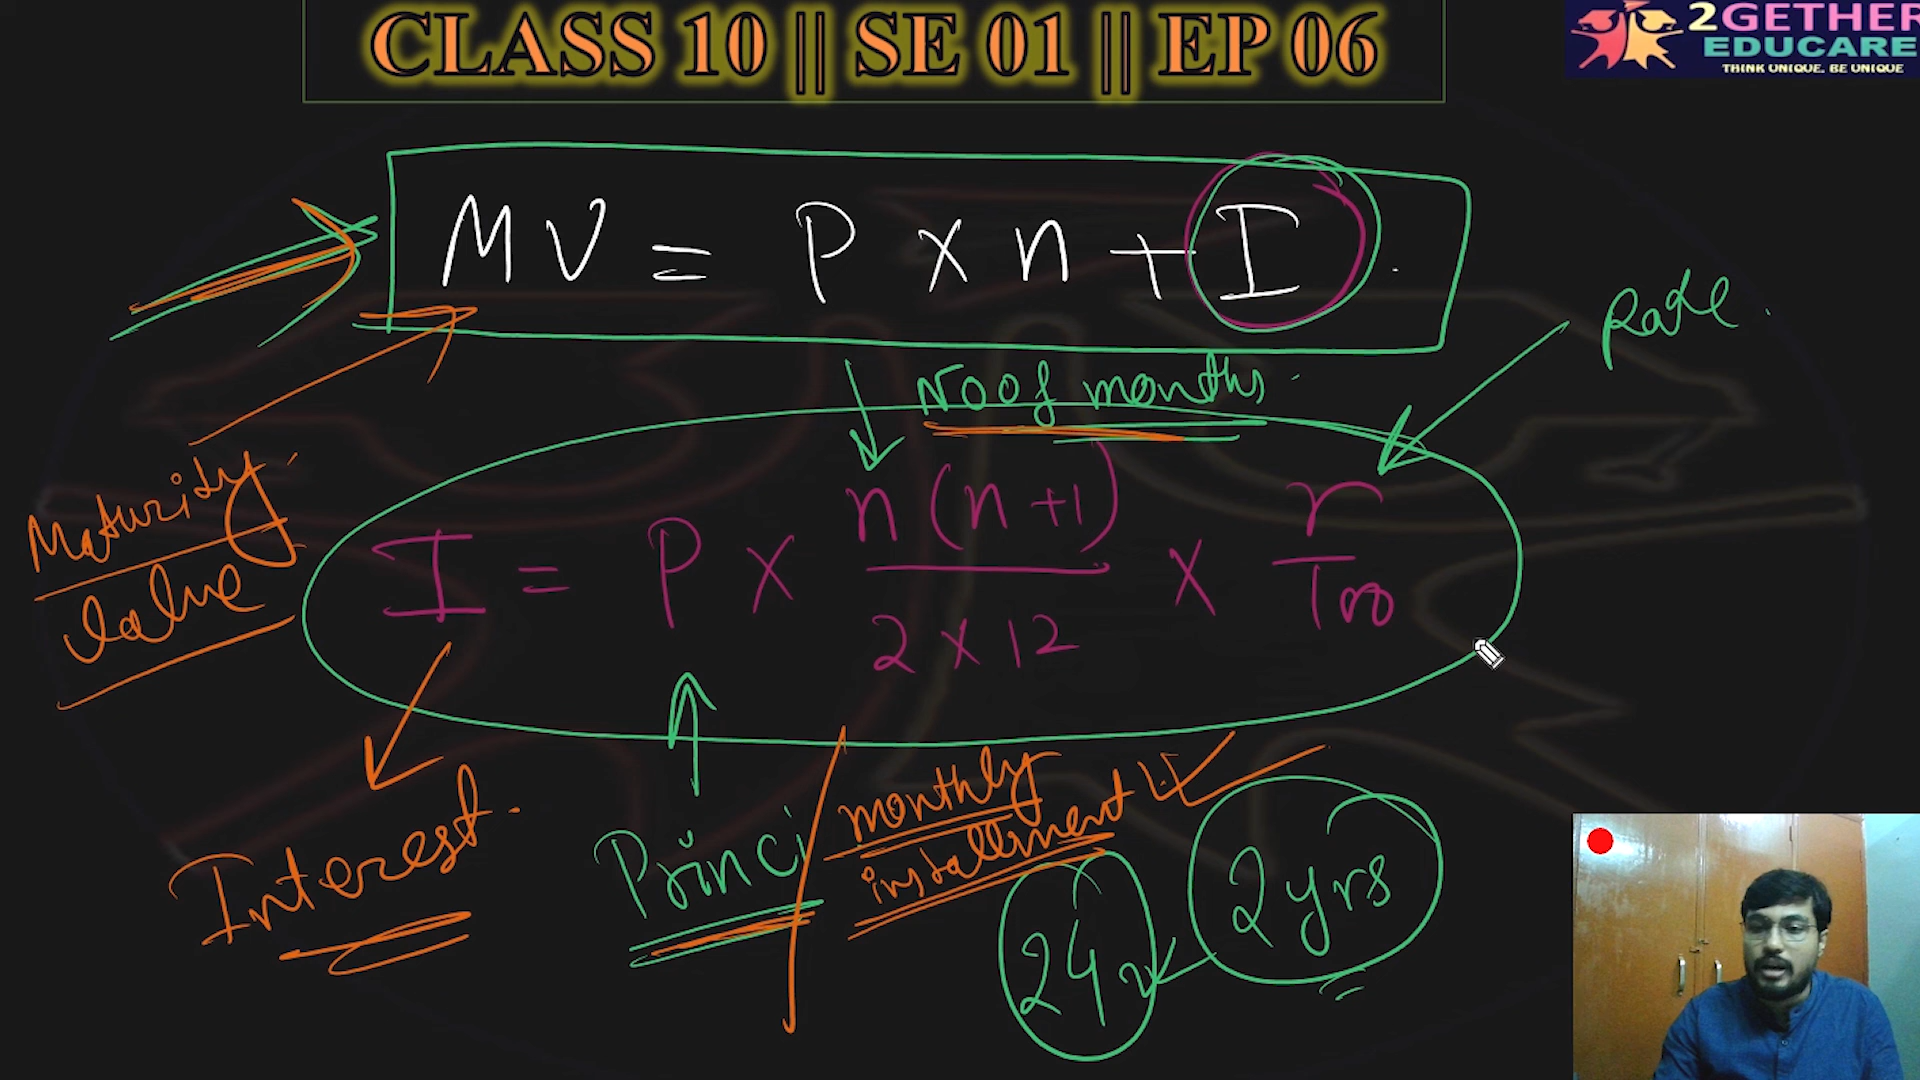 CLASS 10 || SE 01 || EP 06
2GETHER
EDUCARE
THINK UNIQUE, BE UNIQUE
MV = P × n + I
Rate.
No of months.
Maturity
Value
I = P × n(n+1) / 2 × 12 × r / 100
Interest.
Princi
monthly
installment
2 yrs
24